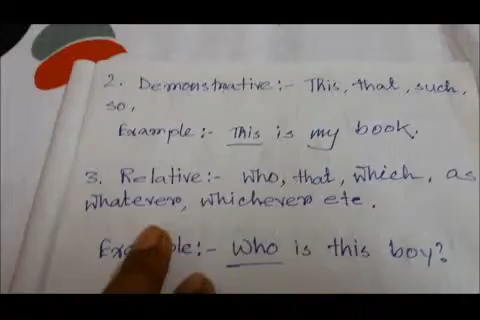 2. Demonstrative:- This, that, such,
so,
Example:- This is my book.
3. Relative:- Who, that, which, as
whatever, whichever etc.
Example:- Who is this boy?